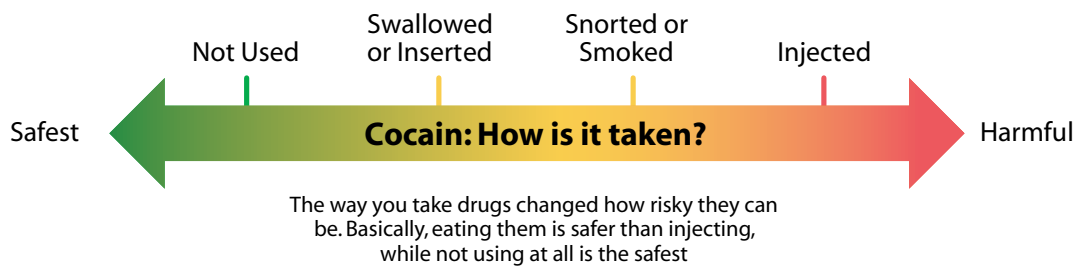 Not Used
Swallowed
or Inserted
Snorted or
Smoked
Injected
Safest
Cocain: How is it taken?
Harmful
The way you take drugs changed how risky they can
be. Basically, eating them is safer than injecting,
while not using at all is the safest